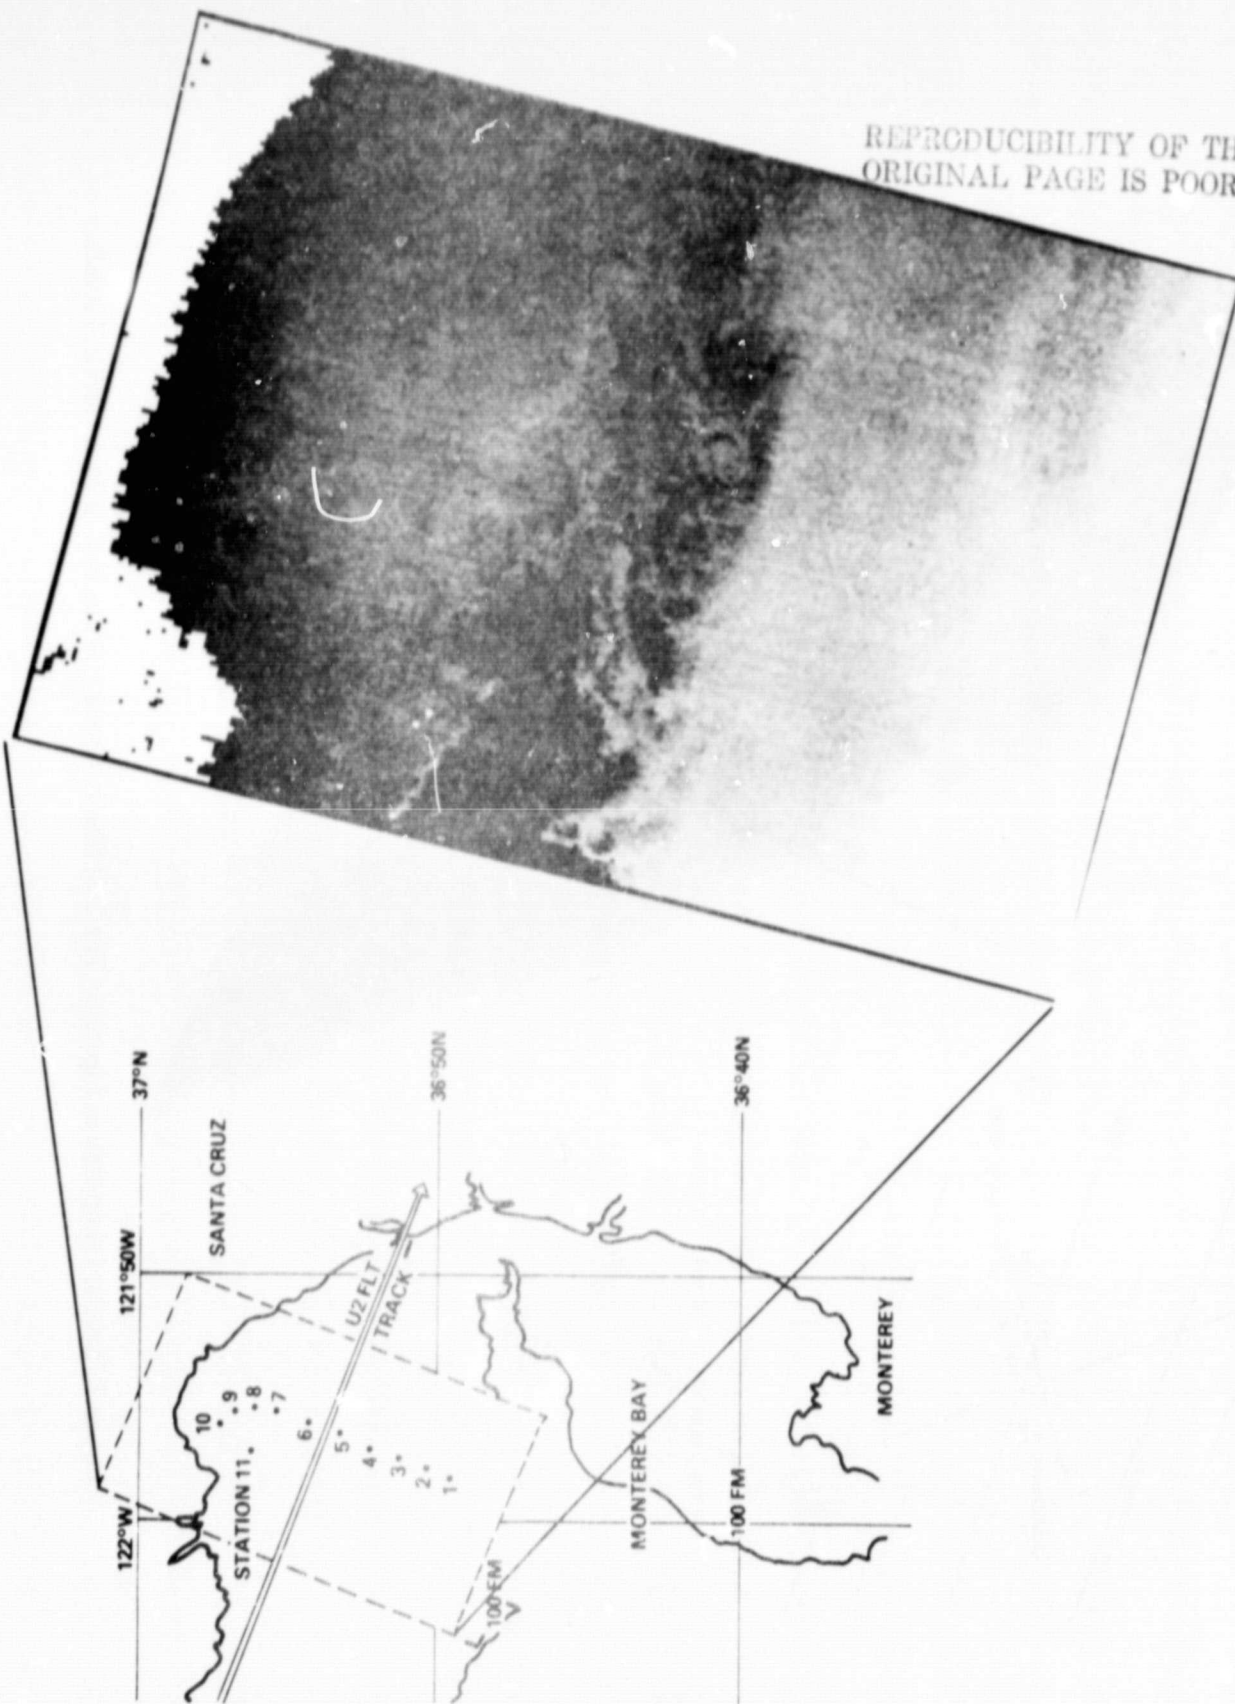 REPRODUCIBILITY OF TH
ORIGINAL PAGE IS POOR
37°N
36°50N
36°40N
SANTA CRUZ
121°50W
122°W
U2 FLT
TRACK
10
9
8
7
STATION 11
6
5
4
3
2
1
100 FM
MONTEREY BAY
100 FM
MONTEREY